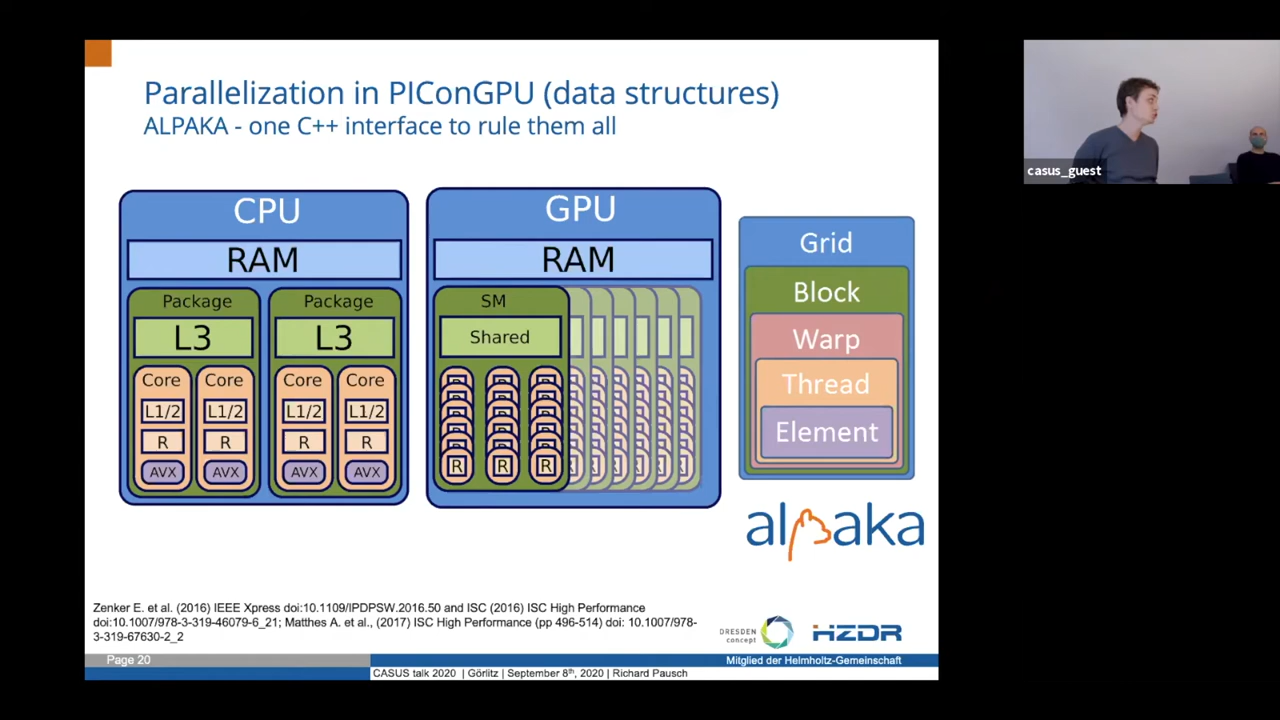 Parallelization in PIConGPU (data structures)
ALPAKA - one C++ interface to rule them all
casus_guest
CPU
RAM
Package
L3
Core
L1/2
R
AVX
Core
L1/2
R
AVX
Package
L3
Core
L1/2
R
AVX
Core
L1/2
R
AVX
GPU
RAM
SM
Shared
R
R
R
Grid
Block
Warp
Thread
Element
alpaka
Zenker E. et al. (2016) IEEE Xpress doi:10.1109/IPDPSW.2016.50 and ISC (2016) ISC High Performance
doi:10.1007/978-3-319-46079-6_21; Matthes A. et al., (2017) ISC High Performance (pp 496-514) doi: 10.1007/978-
3-319-67630-2_2
DRESDEN
concept
HZDR
Page 20
Mitglied der Helmholtz-Gemeinschaft
CASUS talk 2020 | Görlitz | September 8th, 2020 | Richard Pausch